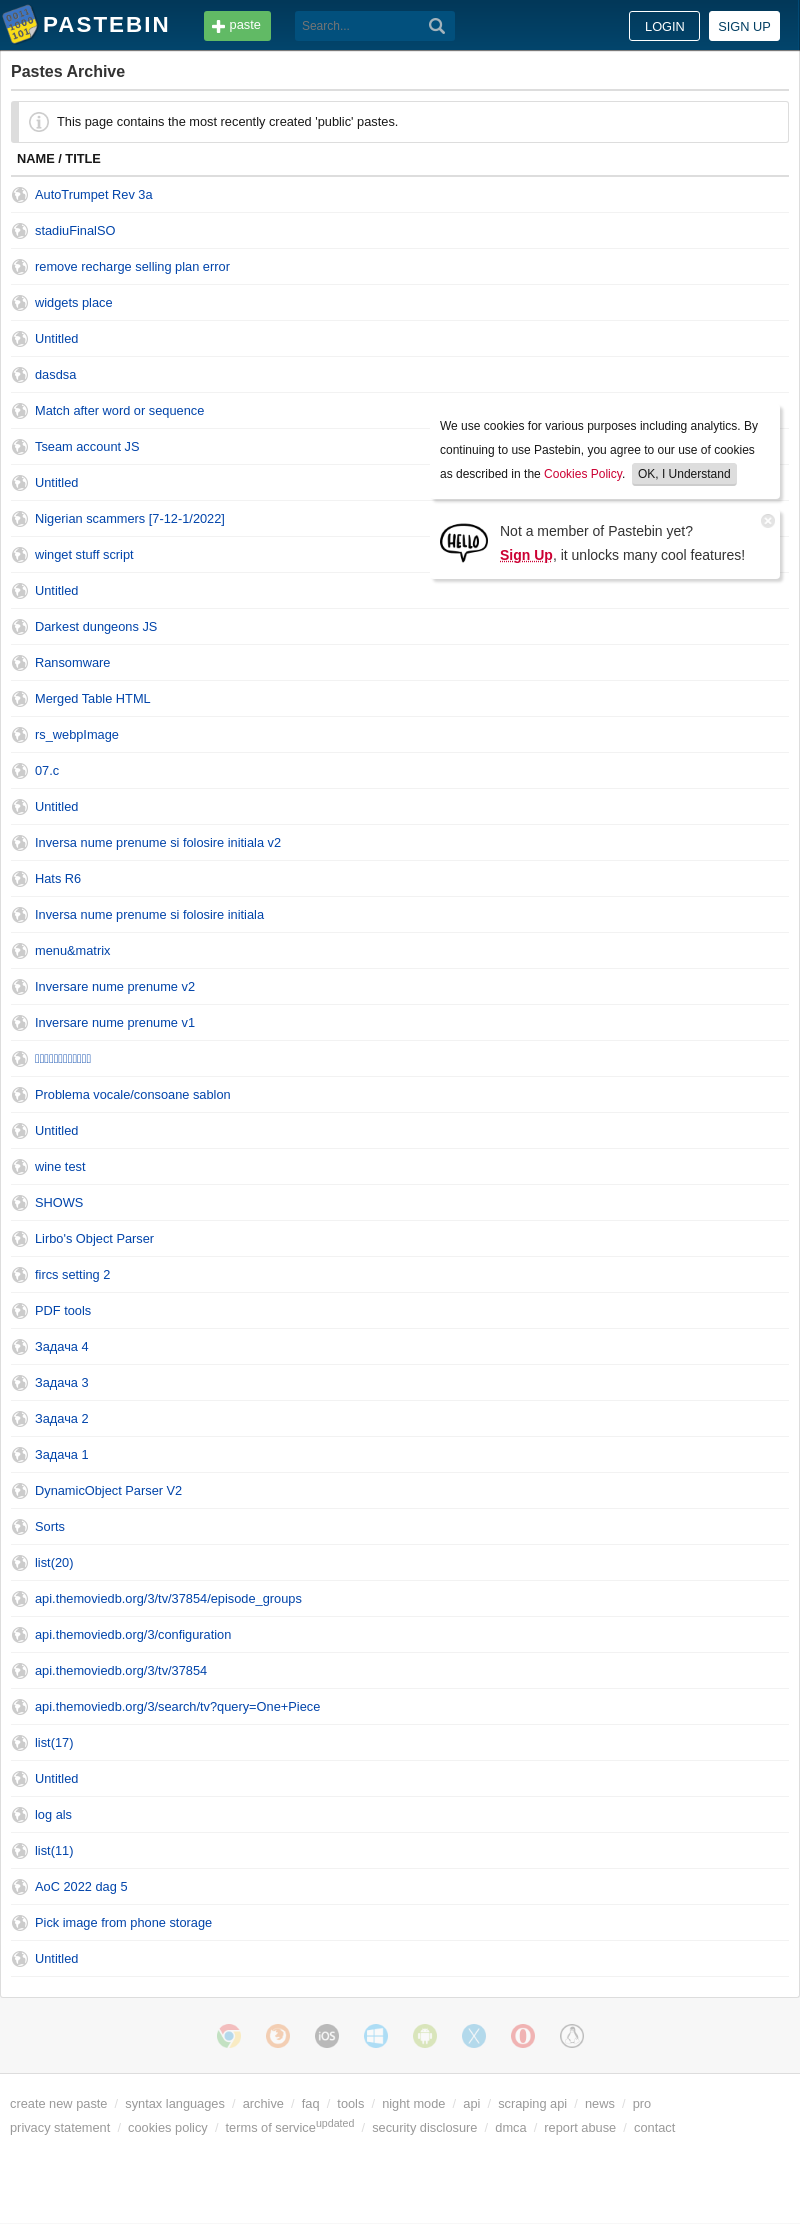 PASTEBIN paste Search... LOGIN SIGN UP
Pastes Archive
This page contains the most recently created 'public' pastes.
NAME / TITLE
AutoTrumpet Rev 3a
stadiuFinalSO
remove recharge selling plan error
widgets place
Untitled
dasdsa
Match after word or sequence
Tseam account JS
Untitled
Nigerian scammers [7-12-1/2022]
winget stuff script
Untitled
We use cookies for various purposes including analytics. By
continuing to use Pastebin, you agree to our use of cookies
as described in the Cookies Policy. OK, I Understand
HELLO
Not a member of Pastebin yet?
Sign Up, it unlocks many cool features!
Darkest dungeons JS
Ransomware
Merged Table HTML
rs_webpImage
07.c
Untitled
Inversa nume prenume si folosire initiala v2
Hats R6
Inversa nume prenume si folosire initiala
menu&matrix
Inversare nume prenume v2
Inversare nume prenume v1
Problema vocale/consoane sablon
Untitled
wine test
SHOWS
Lirbo's Object Parser
fircs setting 2
PDF tools
Задача 4
Задача 3
Задача 2
Задача 1
DynamicObject Parser V2
Sorts
list(20)
api.themoviedb.org/3/tv/37854/episode_groups
api.themoviedb.org/3/configuration
api.themoviedb.org/3/tv/37854
api.themoviedb.org/3/search/tv?query=One+Piece
list(17)
Untitled
log als
list(11)
AoC 2022 dag 5
Pick image from phone storage
Untitled
iOS
create new paste / syntax languages / archive / faq / tools / night mode / api / scraping api / news / pro
privacy statement / cookies policy / terms of service updated / security disclosure / dmca / report abuse / contact